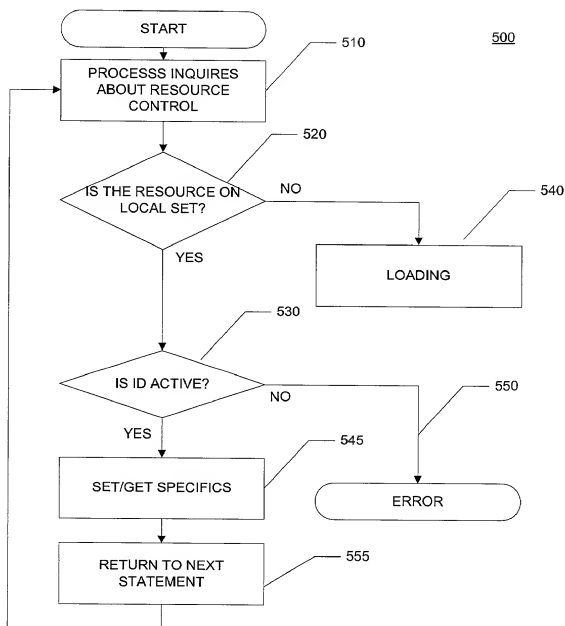 START
500
510
PROCESSS INQUIRES
ABOUT RESOURCE
CONTROL
520
IS THE RESOURCE ON
LOCAL SET?
NO
540
LOADING
YES
530
IS ID ACTIVE?
NO
550
YES
545
SET/GET SPECIFICS
ERROR
RETURN TO NEXT
STATEMENT
555